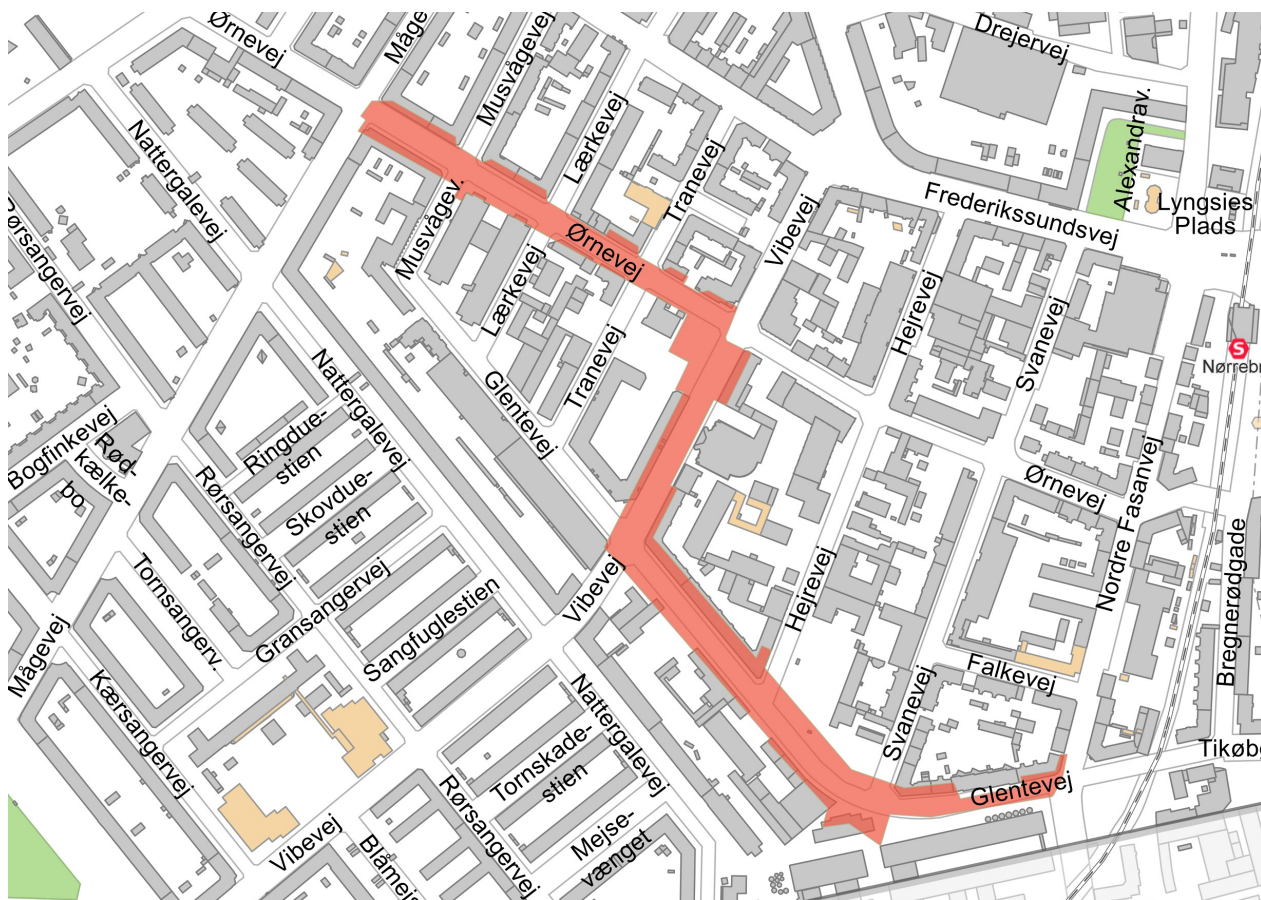 Ørnevej
Måge
Musvågevej
Drejervej
Nattergalevej
Lærkevej
Tranevej
Alexandrav.
Frederikssundsvej
Lyngsies
Plads
Vibevej
Musvågev.
Ørnevej
Lærkevej
Hejrevej
Svanevej
Tranevej
S
Nørrebr
Glentevej
Nattergalevej
Bogfinkevej
Rød-
kælke-
bo
Ringdue-
stien
Skovdue-
stien
Rørsangervej
Ørnevej
Nordre Fasanvej
Bregnerødgade
Tornsangerv.
Gransangervej
Sangfuglestien
Vibevej
Hejrevej
Mågevej
Kærsangervej
Falkevej
Svanevej
Nattergalevej
Tornskade-
stien
Glentevej
Tikøb
Rørsangervej
Mejse-
vænget
Vibevej
Blåmejs